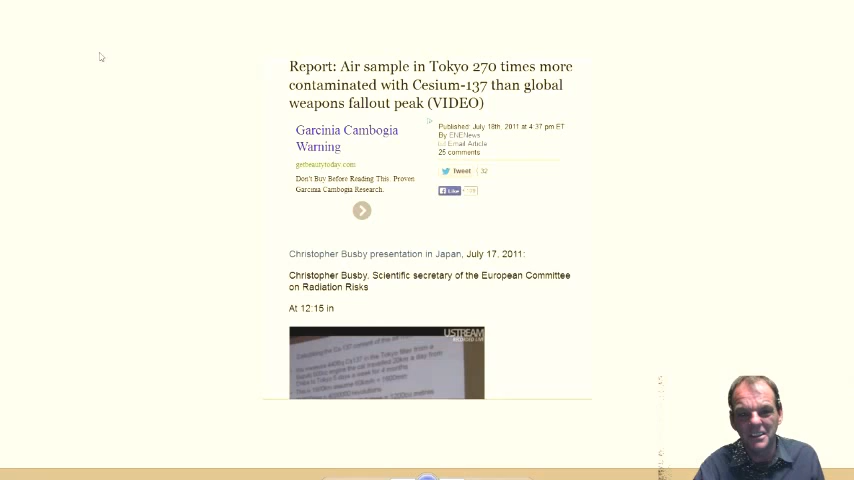 Report: Air sample in Tokyo 270 times more
contaminated with Cesium-137 than global
weapons fallout peak (VIDEO)
Garcinia Cambogia
Warning
getbeautytoday.com
Don't Buy Before Reading This. Proven
Garcinia Cambogia Research.
Published: July 18th, 2011 at 4:37 pm ET
By ENENews
Email Article
25 comments
Tweet 32
Like
Christopher Busby presentation in Japan, July 17, 2011:
Christopher Busby. Scientific secretary of the European Committee
on Radiation Risks
At 12:15 in
USTREAM